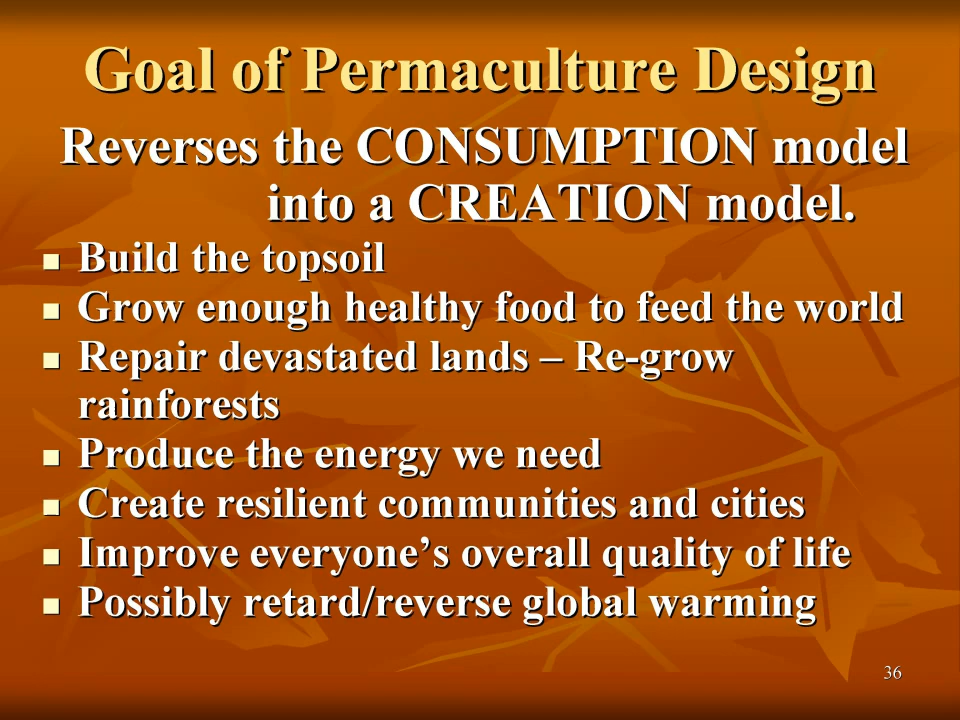 Goal of Permaculture Design
Reverses the CONSUMPTION model
into a CREATION model.
Build the topsoil
Grow enough healthy food to feed the world
Repair devastated lands – Re-grow
rainforests
Produce the energy we need
Create resilient communities and cities
Improve everyone’s overall quality of life
Possibly retard/reverse global warming
36